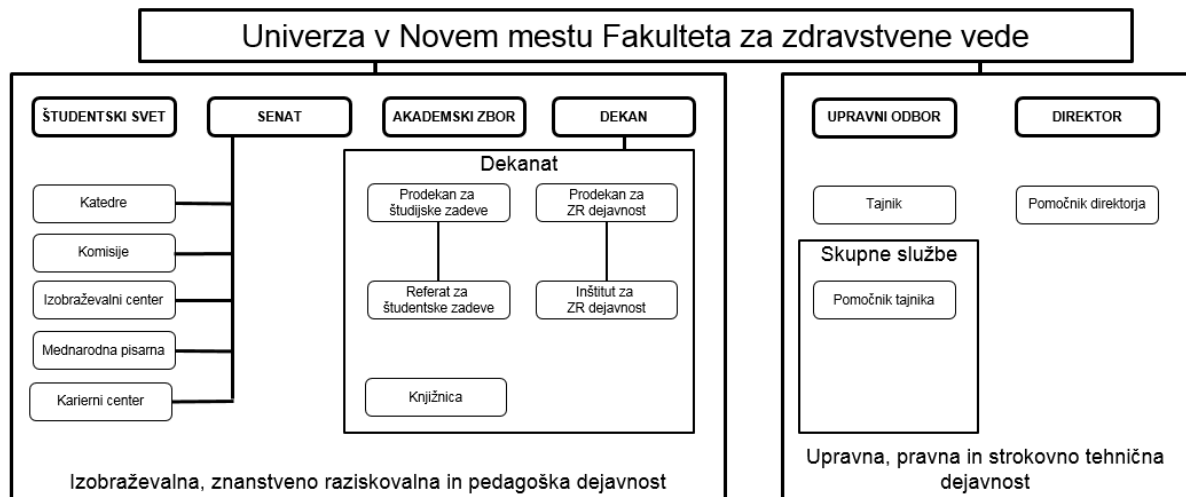 Univerza v Novem mestu Fakulteta za zdravstvene vede
ŠTUDENTSKI SVET
SENAT
AKADEMSKI ZBOR
DEKAN
Katedre
Komisije
Izobraževalni center
Mednarodna pisarna
Karierni center
Dekanat
Prodekan za
študijske zadeve
Prodekan za
ZR dejavnost
Referat za
študentske zadeve
Inštitut za
ZR dejavnost
Knjižnica
Izobraževalna, znanstveno raziskovalna in pedagoška dejavnost
UPRAVNI ODBOR
DIREKTOR
Tajnik
Pomočnik direktorja
Skupne službe
Pomočnik tajnika
Upravna, pravna in strokovno tehnična
dejavnost